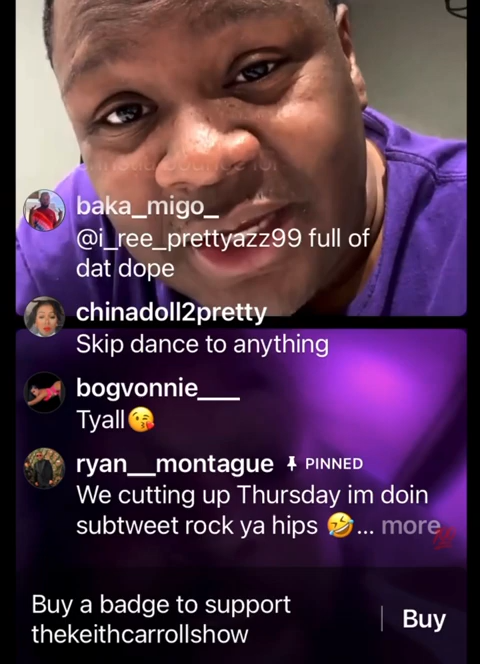 baka_migo_
@i_ree_prettyazz99 full of
dat dope
chinadoll2pretty
Skip dance to anything
bogvonnie___
Tyall😘
ryan__montague PINNED
We cutting up Thursday im doin
subtweet rock ya hips 🤣... more
Buy a badge to support
thekeithcarrollshow
Buy